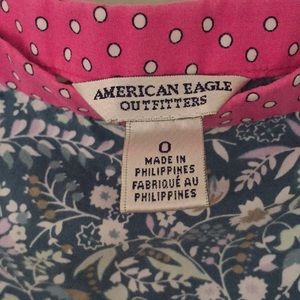 AMERICAN EAGLE
OUTFITTERS
0
MADE IN
PHILIPPINES
FABRIQUÉ AU
PHILIPPINES